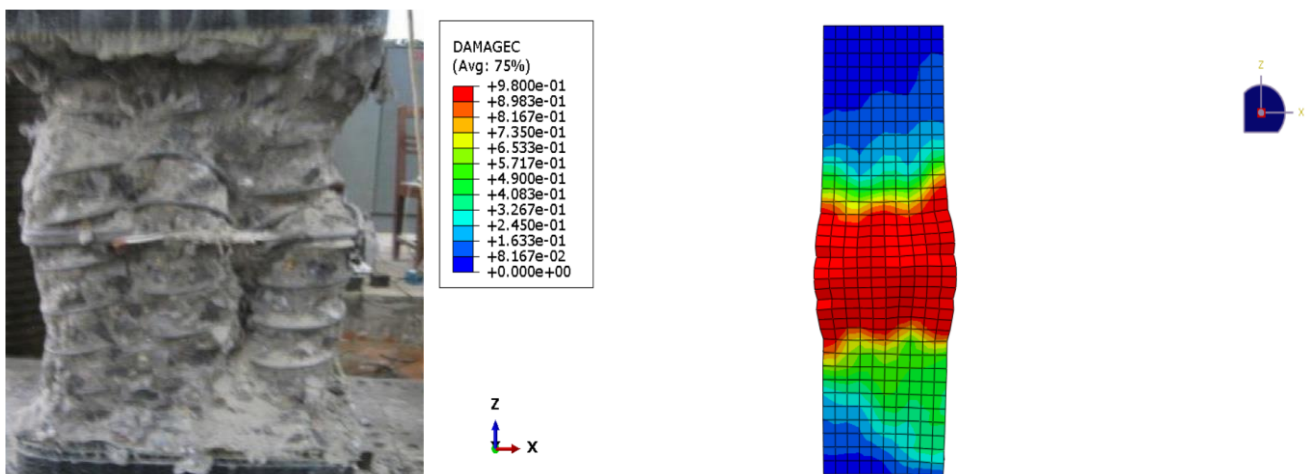 DAMAGEC
(Avg: 75%)
+9.800e-01
+8.983e-01
+8.167e-01
+7.350e-01
+6.533e-01
+5.717e-01
+4.900e-01
+4.083e-01
+3.267e-01
+2.450e-01
+1.633e-01
+8.167e-02
+0.000e+00
Z
Y
X
Z
X